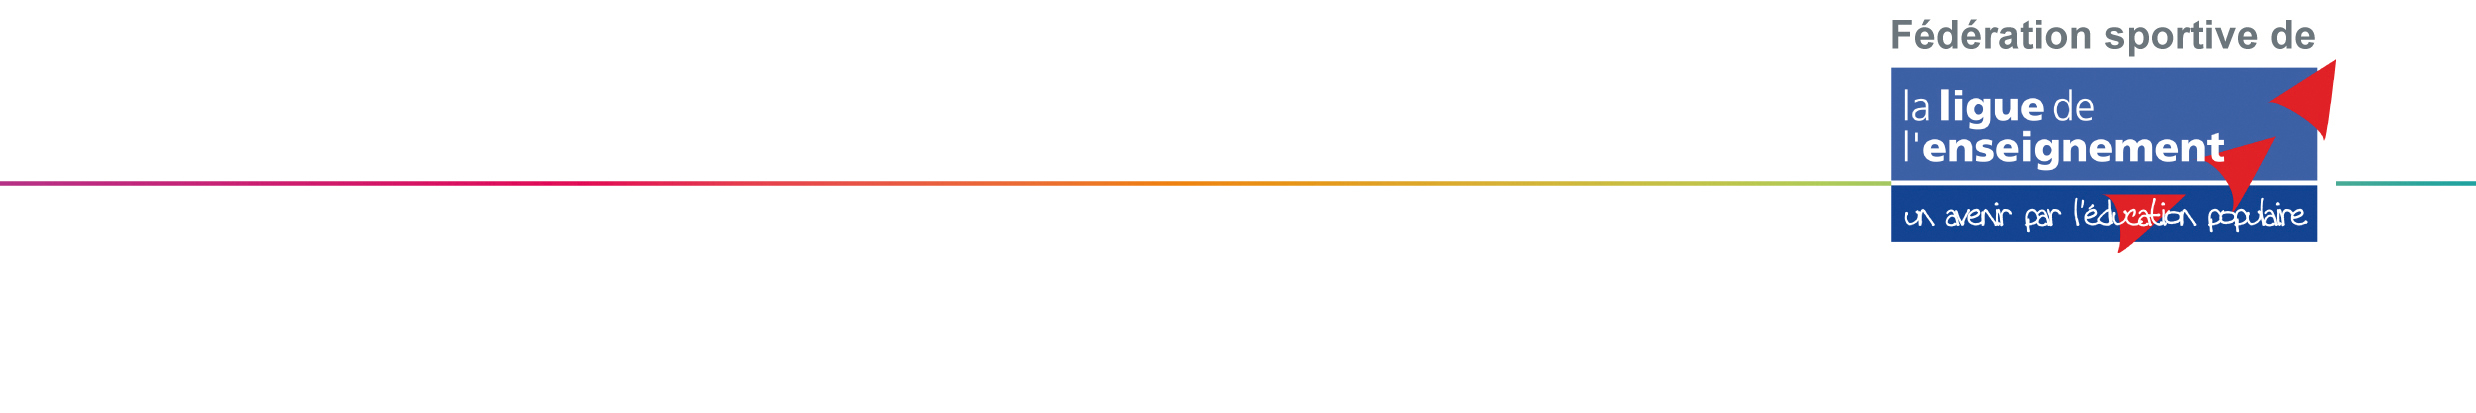 Fédération sportive de
la ligue de
l'enseignement
un avenir par l'éducation populaire